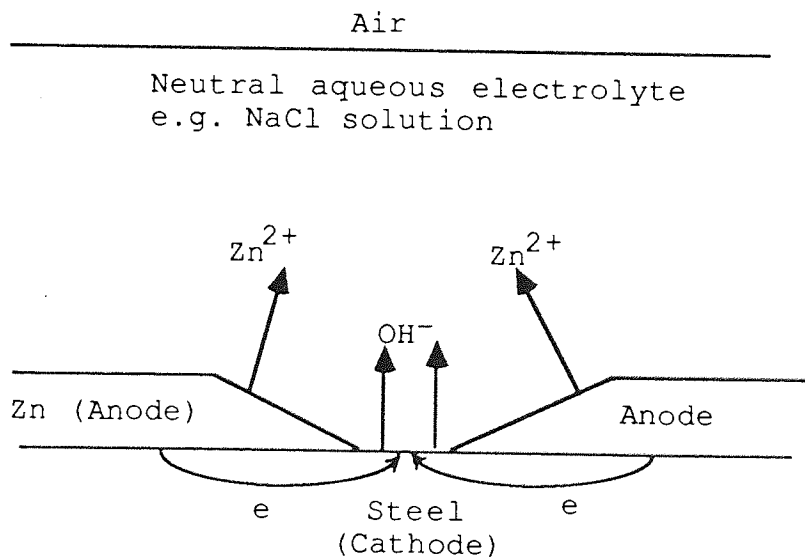 Air
Neutral aqueous electrolyte
e.g. NaCl solution
Zn²⁺
Zn²⁺
OH⁻
Zn (Anode)
Anode
e
Steel
e
(Cathode)